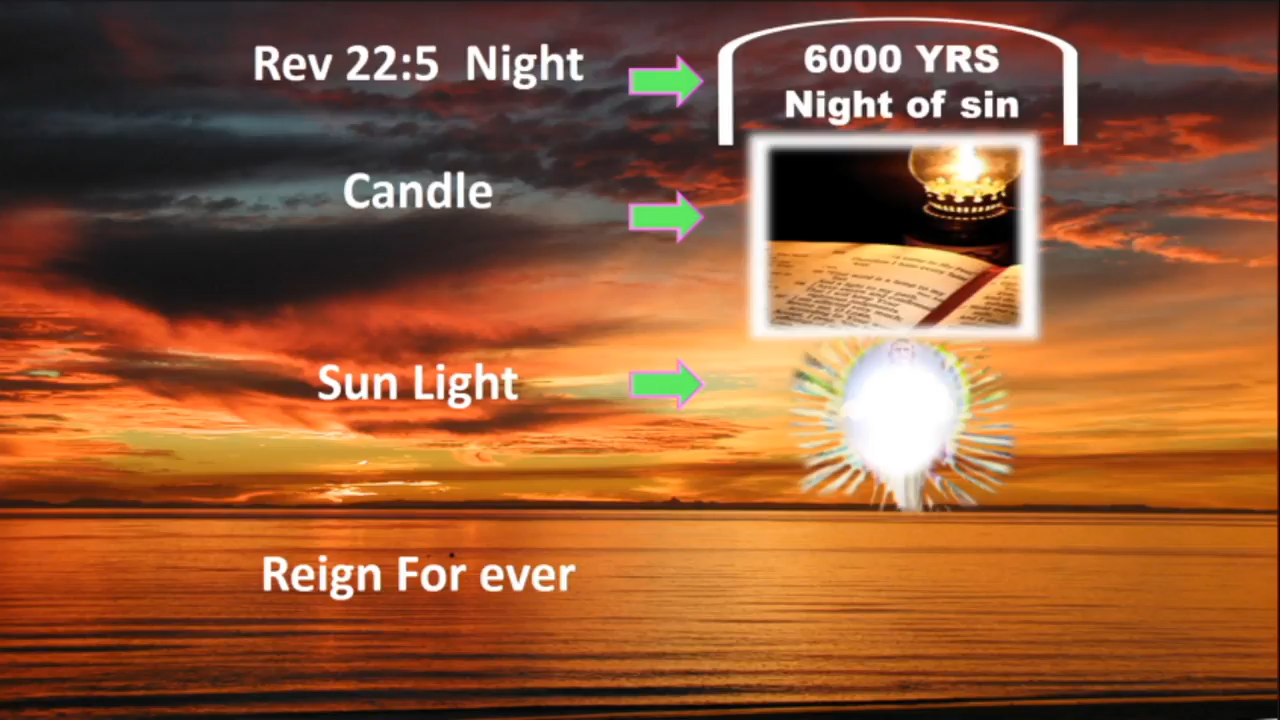 Rev 22:5 Night
6000 YRS
Night of sin
Candle
Sun Light
Reign For ever